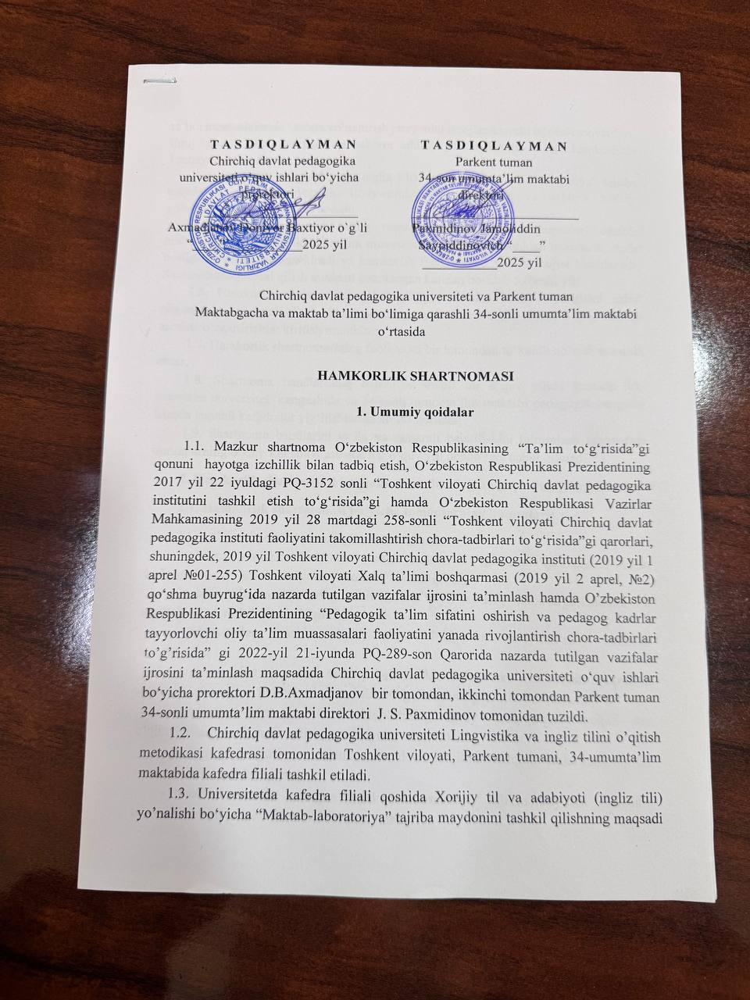 TASDIQLAYMAN
Chirchiq davlat pedagogika
universiteti o‘quv ishlari bo‘yicha
prorektori
Axmadjanov Doniyor Baxtiyor o`g`li
“ 2025 yil
TASDIQLAYMAN
Parkent tuman
34-son umumta’lim maktabi
direktori
Paxmidinov Jamoliddin
Saypiddinovich “____”
___________2025 yil
Chirchiq davlat pedagogika universiteti va Parkent tuman
Maktabgacha va maktab ta’limi bo‘limiga qarashli 34-sonli umumta’lim maktabi
o‘rtasida
HAMKORLIK SHARTNOMASI
1. Umumiy qoidalar
1.1. Mazkur shartnoma O‘zbekiston Respublikasining “Ta’lim to‘g‘risida”gi
qonuni hayotga izchillik bilan tadbiq etish, O‘zbekiston Respublikasi Prezidentining
2017 yil 22 iyuldagi PQ-3152 sonli “Toshkent viloyati Chirchiq davlat pedagogika
institutini tashkil etish to‘g‘risida”gi hamda O‘zbekiston Respublikasi Vazirlar
Mahkamasining 2019 yil 28 martdagi 258-sonli “Toshkent viloyati Chirchiq davlat
pedagogika instituti faoliyatini takomillashtirish chora-tadbirlari to‘g‘risida”gi qarorlari,
shuningdek, 2019 yil Toshkent viloyati Chirchiq davlat pedagogika instituti (2019 yil 1
aprel №01-255) Toshkent viloyati Xalq ta’limi boshqarmasi (2019 yil 2 aprel, №2)
qo‘shma buyrug‘ida nazarda tutilgan vazifalar ijrosini ta’minlash hamda O’zbekiston
Respublikasi Prezidentining “Pedagogik ta’lim sifatini oshirish va pedagog kadrlar
tayyorlovchi oliy ta’lim muassasalari faoliyatini yanada rivojlantirish chora-tadbirlari
to’g’risida” gi 2022-yil 21-iyunda PQ-289-son Qarorida nazarda tutilgan vazifalar
ijrosini ta’minlash maqsadida Chirchiq davlat pedagogika universiteti o‘quv ishlari
bo‘yicha prorektori D.B.Axmadjanov bir tomondan, ikkinchi tomondan Parkent tuman
34-sonli umumta’lim maktabi direktori J. S. Paxmidinov tomonidan tuzildi.
1.2. Chirchiq davlat pedagogika universiteti Lingvistika va ingliz tilini o’qitish
metodikasi kafedrasi tomonidan Toshkent viloyati, Parkent tumani, 34-umumta’lim
maktabida kafedra filiali tashkil etiladi.
1.3. Universitetda kafedra filiali qoshida Xorijiy til va adabiyoti (ingliz tili)
yo’nalishi bo‘yicha “Maktab-laboratoriya” tajriba maydonini tashkil qilishning maqsadi